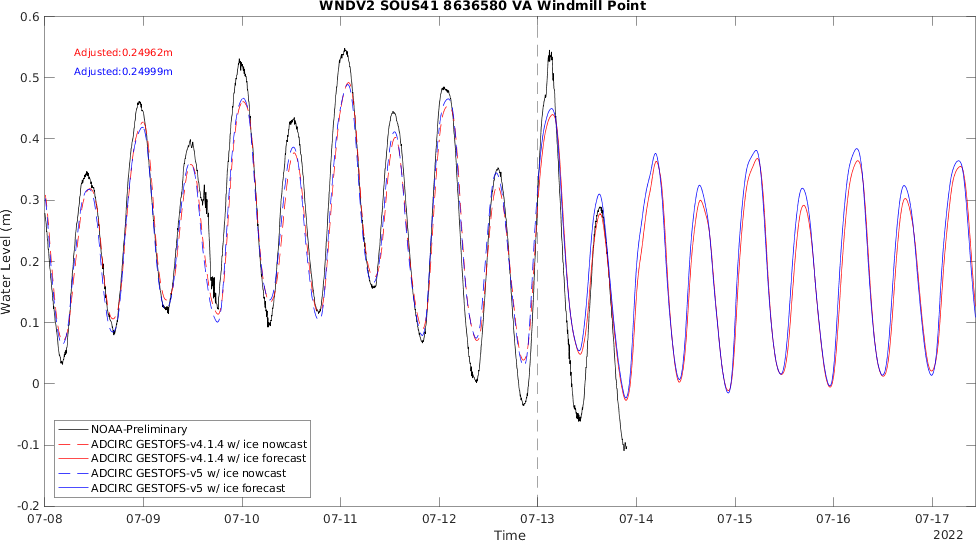 WNDV2 SOUS41 8636580 VA Windmill Point
Adjusted:0.24962m
Adjusted:0.24999m
0.6
0.5
0.4
0.3
0.2
0.1
0
-0.1
-0.2
Water Level (m)
NOAA-Preliminary
ADCIRC GESTOFS-v4.1.4 w/ ice nowcast
ADCIRC GESTOFS-v4.1.4 w/ ice forecast
ADCIRC GESTOFS-v5 w/ ice nowcast
ADCIRC GESTOFS-v5 w/ ice forecast
07-08 07-09 07-10 07-11 07-12 07-13 07-14 07-15 07-16 07-17
Time
2022